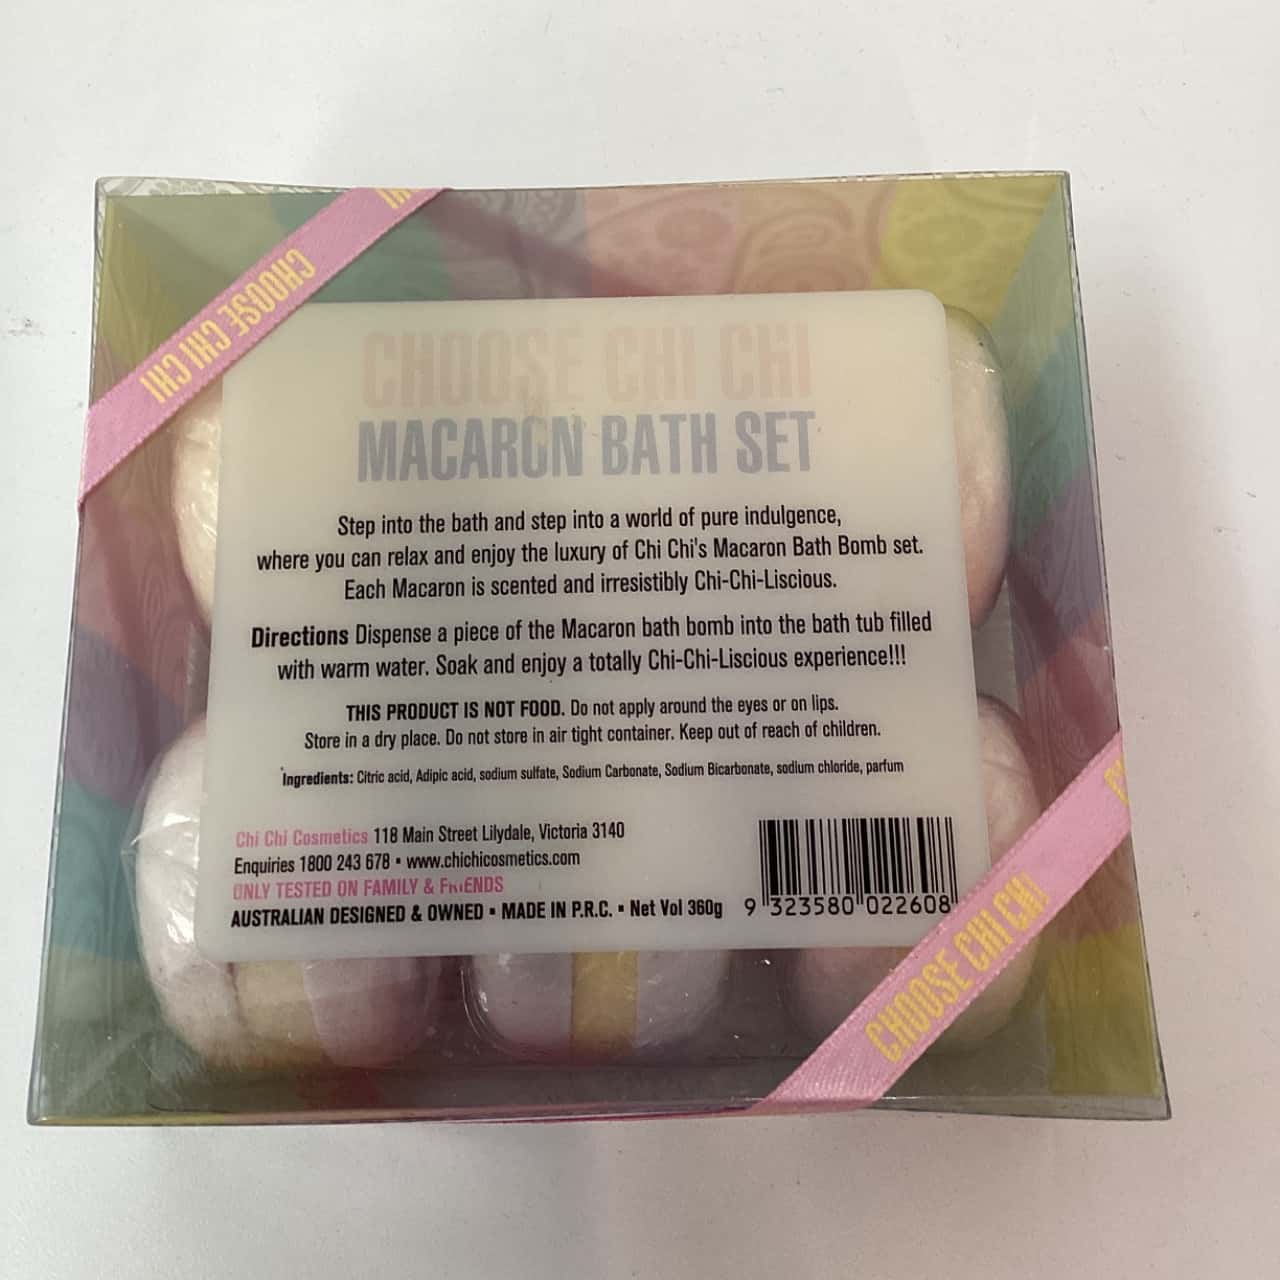 CHI
CHOOSE CHI CHI
CHOOSE CHI CHI
MACARON BATH SET
Step into the bath and step into a world of pure indulgence,
where you can relax and enjoy the luxury of Chi Chi's Macaron Bath Bomb set.
Each Macaron is scented and irresistibly Chi-Chi-Liscious.
Directions Dispense a piece of the Macaron bath bomb into the bath tub filled
with warm water. Soak and enjoy a totally Chi-Chi-Liscious experience!!!
THIS PRODUCT IS NOT FOOD. Do not apply around the eyes or on lips.
Store in a dry place. Do not store in air tight container. Keep out of reach of children.
Ingredients: Citric acid, Adipic acid, sodium sulfate, Sodium Carbonate, Sodium Bicarbonate, sodium chloride, parfum
Chi Chi Cosmetics 118 Main Street Lilydale, Victoria 3140
Enquiries 1800 243 678 ▪ www.chichicosmetics.com
ONLY TESTED ON FAMILY & FRIENDS
AUSTRALIAN DESIGNED & OWNED ▪ MADE IN P.R.C. ▪ Net Vol 360g
9 323580 022608
CHOOSE CHI CHI